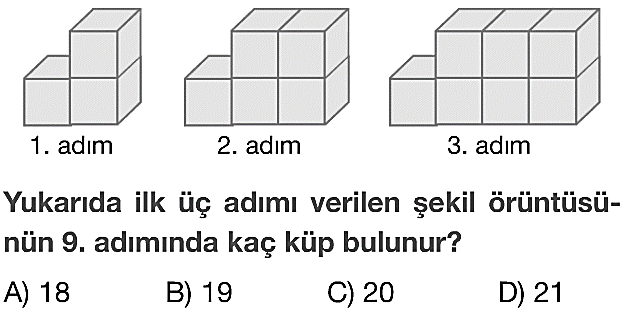 1. adım 2. adım 3. adım
Yukarıda ilk üç adımı verilen şekil örüntüsü-
nün 9. adımında kaç küp bulunur?
A) 18 B) 19 C) 20 D) 21